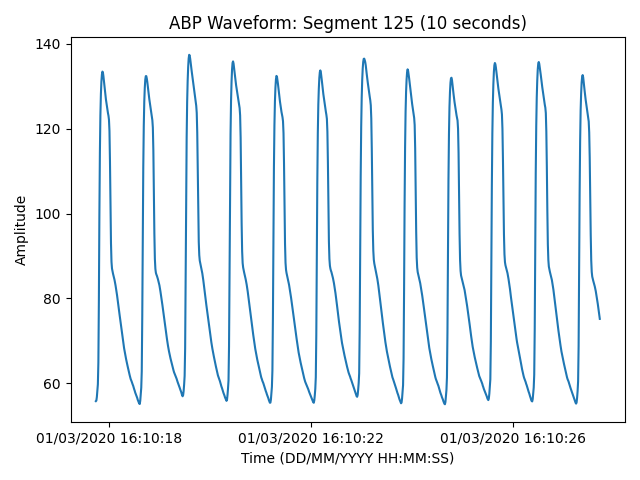 ABP Waveform: Segment 125 (10 seconds)
140
120
100
80
60
Amplitude
01/03/2020 16:10:18
01/03/2020 16:10:22
01/03/2020 16:10:26
Time (DD/MM/YYYY HH:MM:SS)